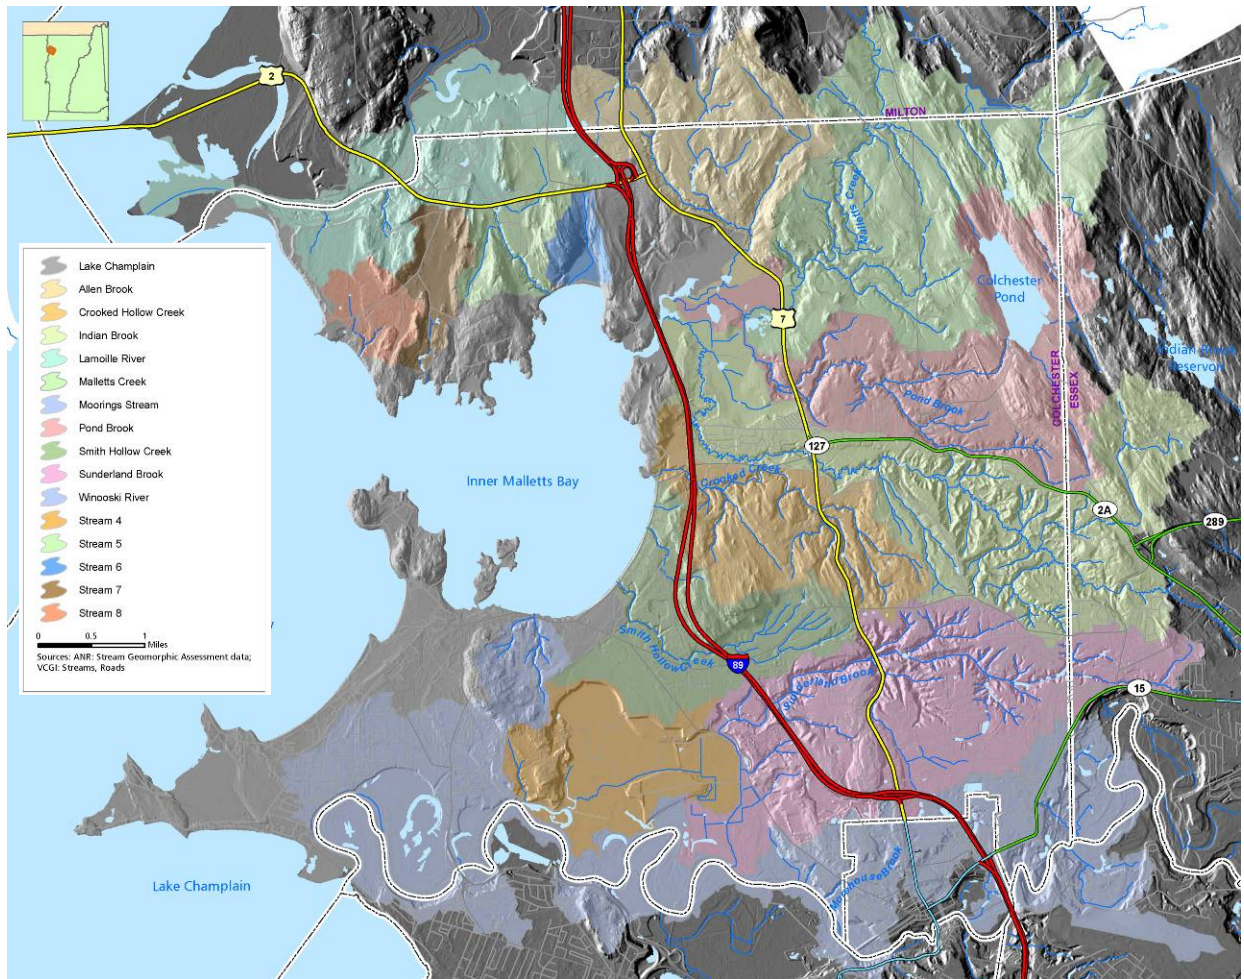 2
MILTON
Malletts Creek
Colchester
Pond
7
Indian Brook
Reservoir
COLCHESTER
ESSEX
Pond Brook
127
Crooked Creek
2A
289
Inner Malletts Bay
Smith Hollow Creek
89
Sunderland Brook
15
Morehouse Brook
Lake Champlain
Lake Champlain
Allen Brook
Crooked Hollow Creek
Indian Brook
Lamoille River
Malletts Creek
Moorings Stream
Pond Brook
Smith Hollow Creek
Sunderland Brook
Winooski River
Stream 4
Stream 5
Stream 6
Stream 7
Stream 8
0 0.5 1
Miles
Sources: ANR: Stream Geomorphic Assessment data;
VCGI: Streams, Roads